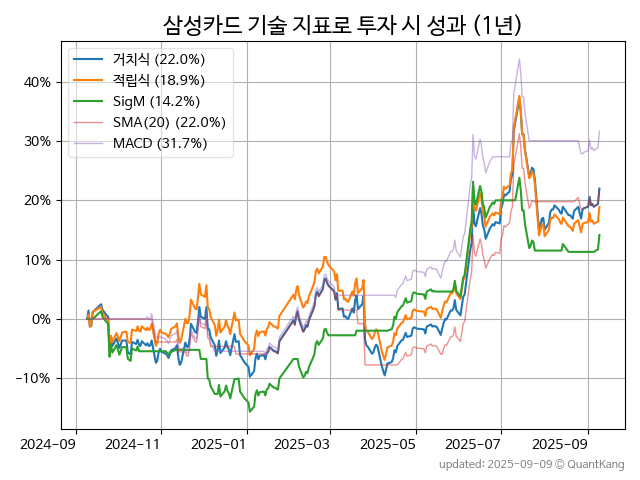 삼성카드 기술 지표로 투자 시 성과 (1년)
거치식 (22.0%)
적립식 (18.9%)
SigM (14.2%)
SMA(20) (22.0%)
MACD (31.7%)
40%
30%
20%
10%
0%
−10%
2024-09
2024-11
2025-01
2025-03
2025-05
2025-07
2025-09
updated: 2025-09-09 ⓒ QuantKang